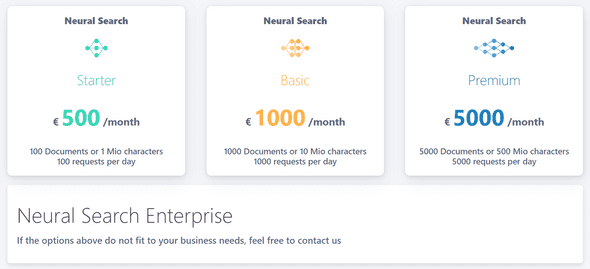 Neural Search
Starter
€ 500 /month
100 Documents or 1 Mio characters
100 requests per day
Neural Search
Basic
€ 1000 /month
1000 Documents or 10 Mio characters
1000 requests per day
Neural Search
Premium
€ 5000 /month
5000 Documents or 500 Mio characters
5000 requests per day
Neural Search Enterprise
If the options above do not fit to your business needs, feel free to contact us